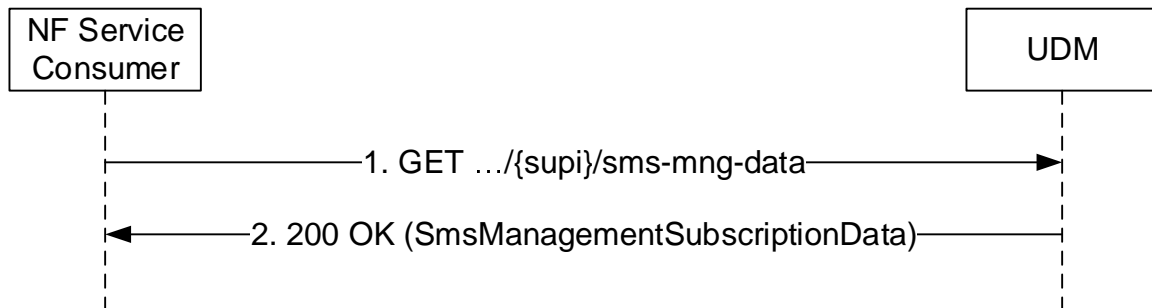 NF Service
Consumer
UDM
1. GET …/{supi}/sms-mng-data
2. 200 OK (SmsManagementSubscriptionData)